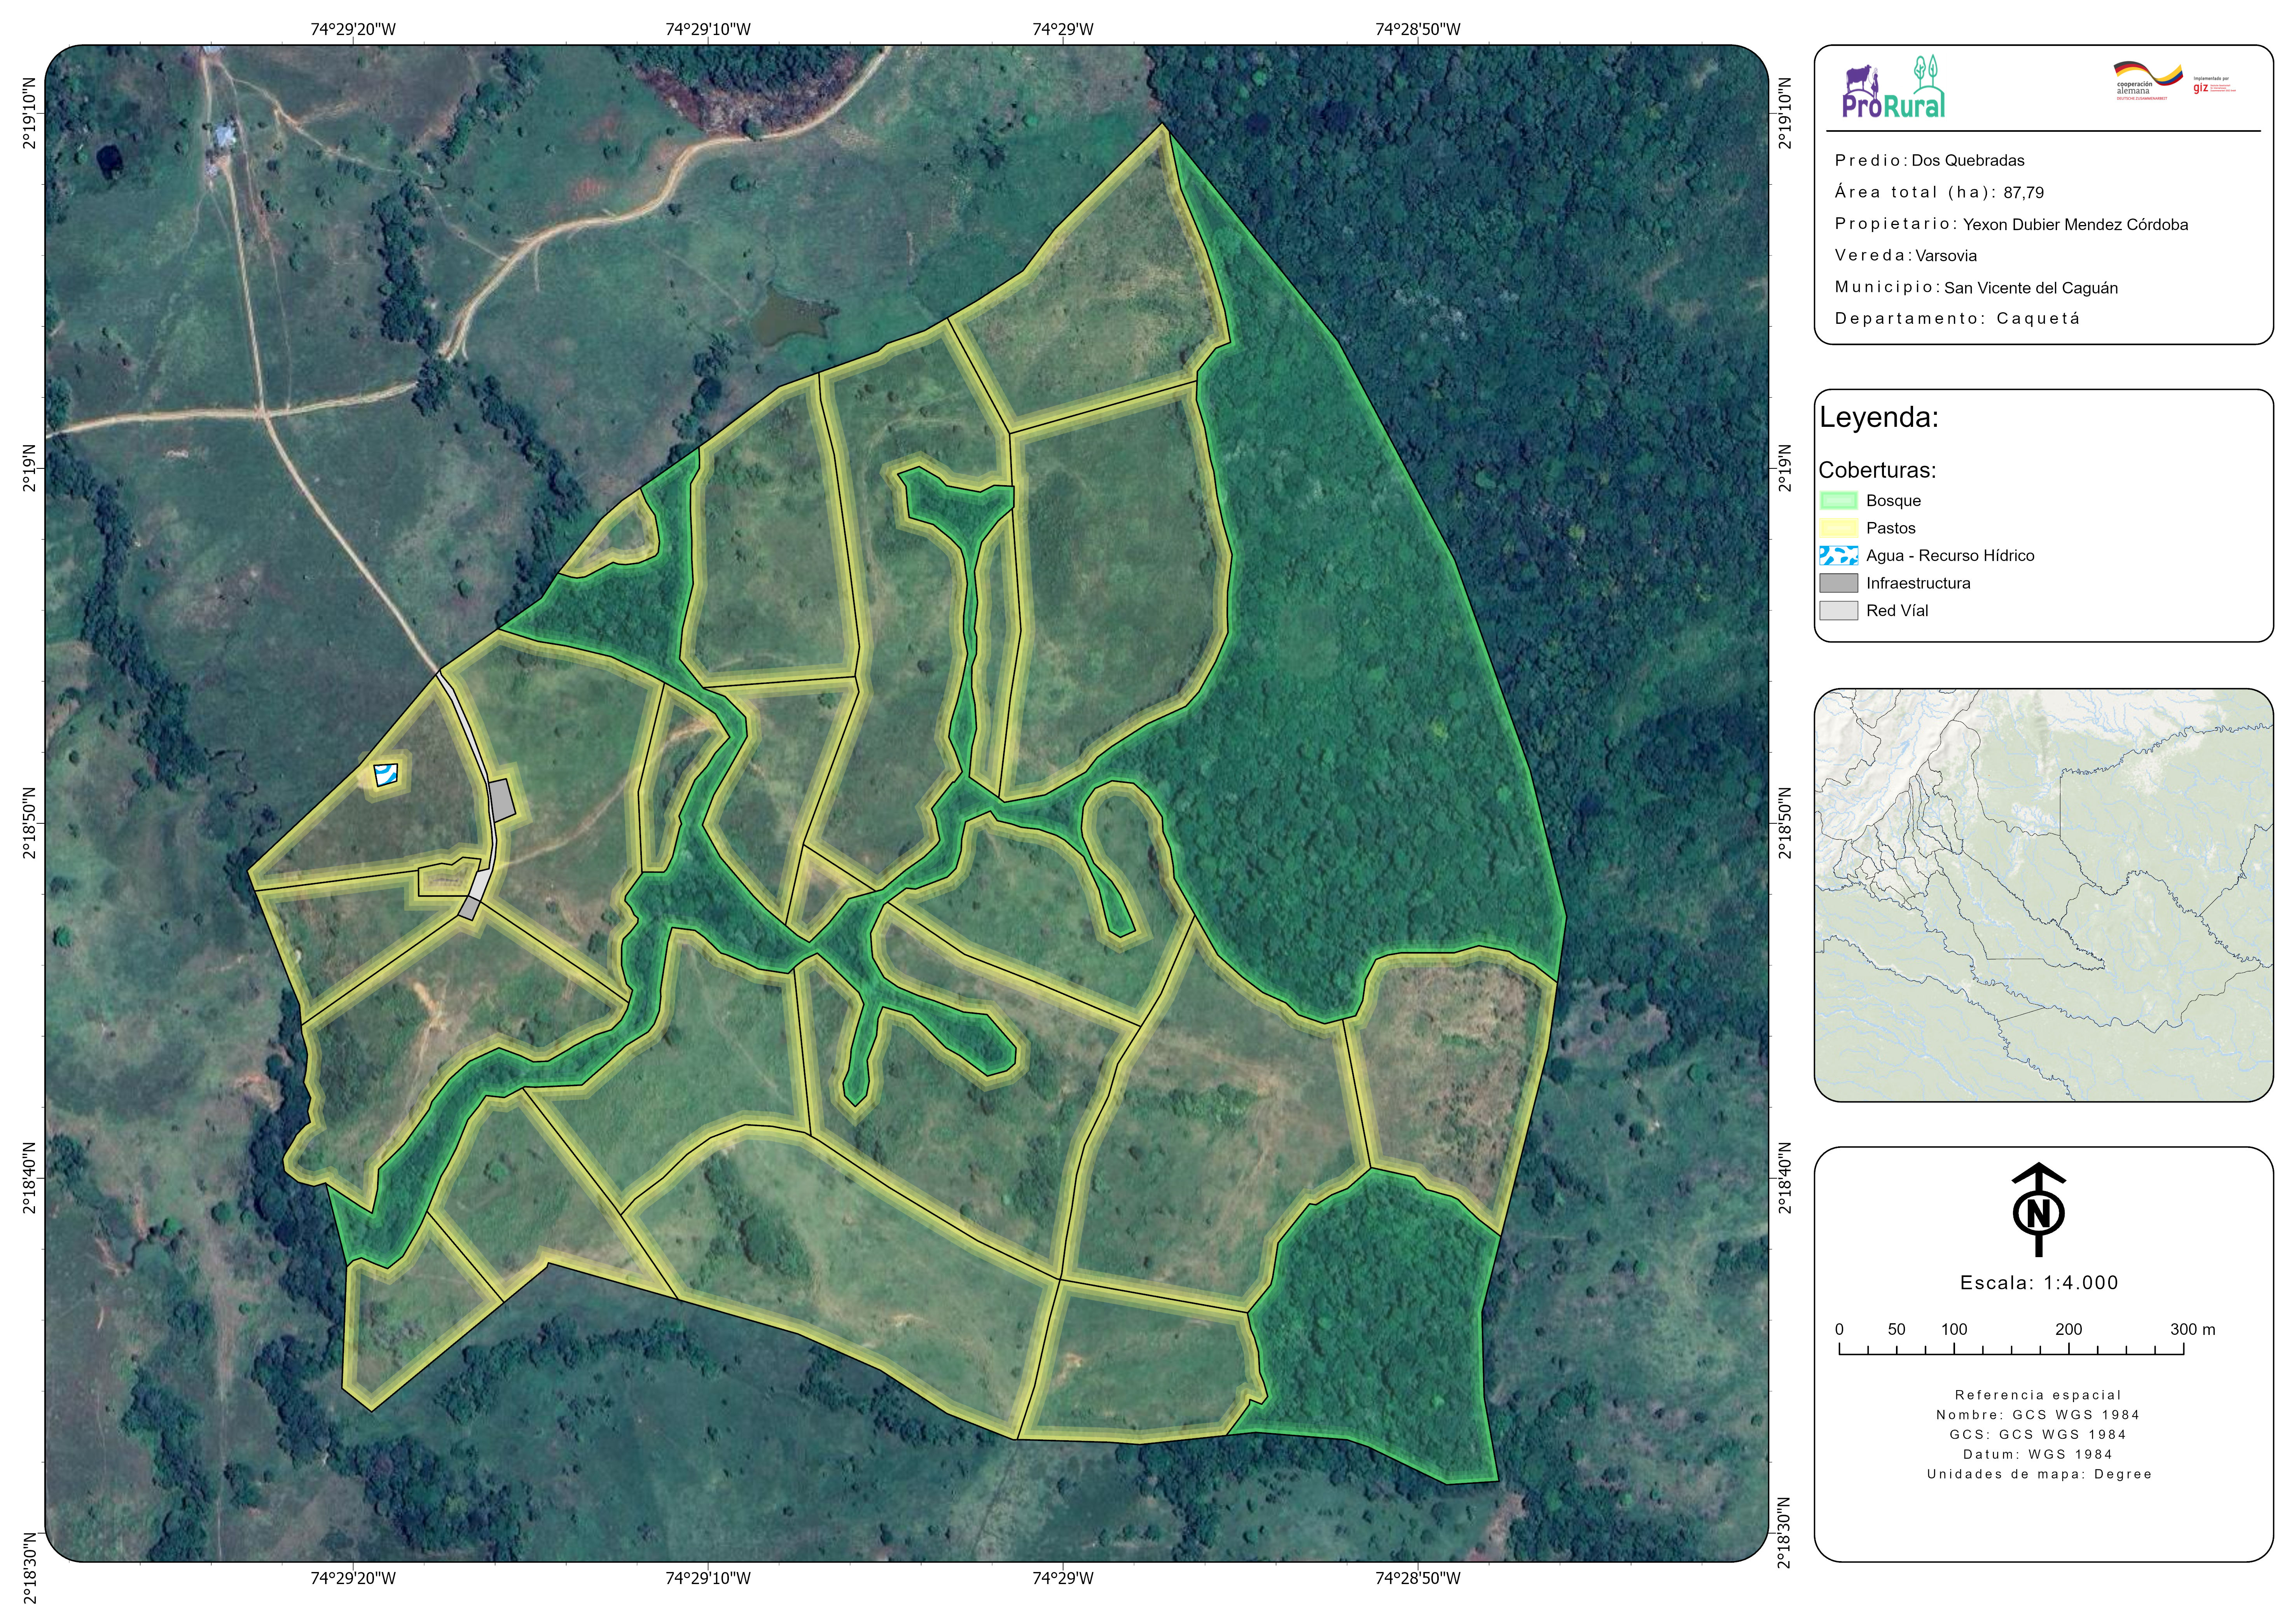 74°29'20"W 74°29'10"W 74°29'W 74°28'50"W
2°19'10"N
2°19'N
2°18'50"N
2°18'40"N
2°18'30"N
2°19'10"N
2°19'N
2°18'50"N
2°18'40"N
2°18'30"N
74°29'20"W 74°29'10"W 74°29'W 74°28'50"W
ProRural
cooperación
alemana
DEUTSCHE ZUSAMMENARBEIT
Implementada por
giz
Predio: Dos Quebradas
Área total (ha): 87,79
Propietario: Yexon Dubier Mendez Córdoba
Vereda: Varsovia
Municipio: San Vicente del Caguán
Departamento: Caquetá
Leyenda:
Coberturas:
Bosque
Pastos
Agua - Recurso Hídrico
Infraestructura
Red Víal
N
Escala: 1:4.000
0 50 100 200 300 m
Referencia espacial
Nombre: GCS WGS 1984
GCS: GCS WGS 1984
Datum: WGS 1984
Unidades de mapa: Degree